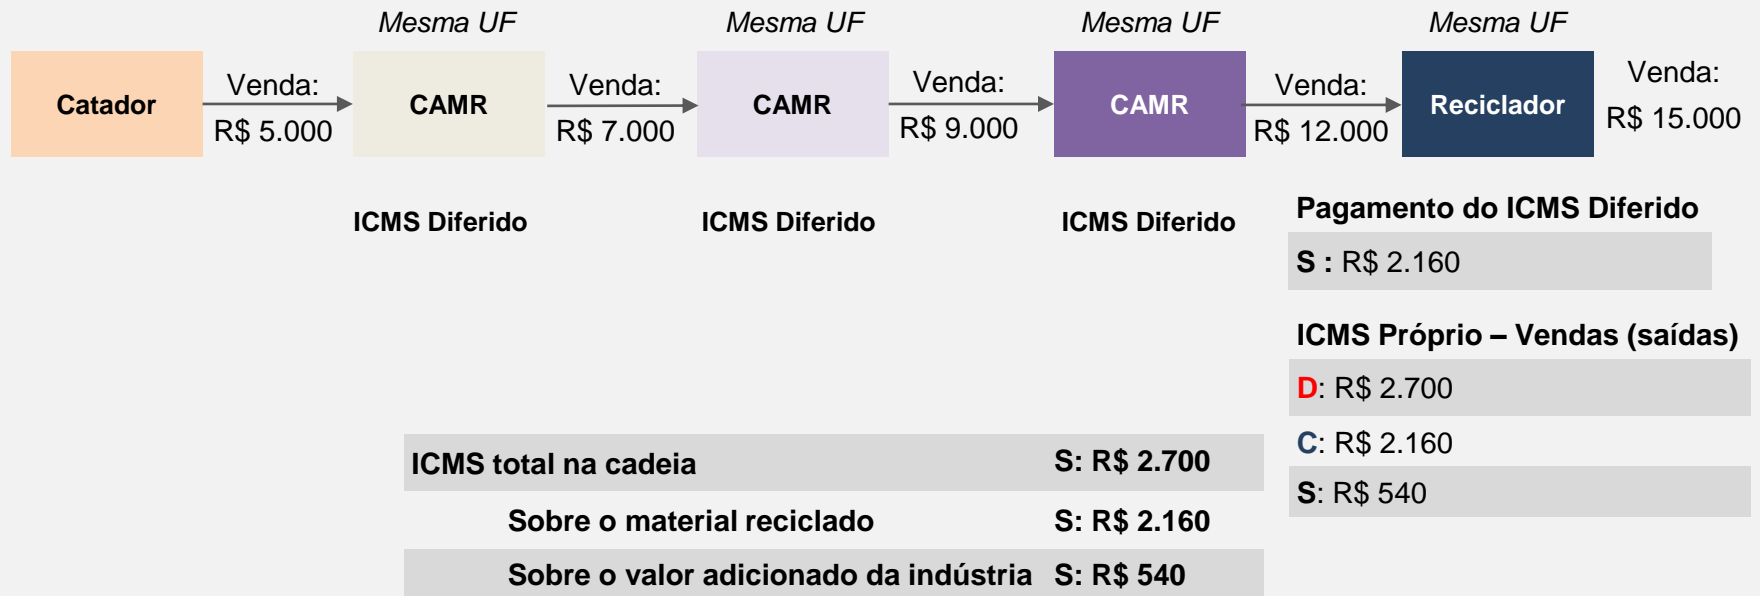 Mesma UF Mesma UF Mesma UF Mesma UF
Catador
Venda:
R$ 5.000
CAMR
Venda:
R$ 7.000
CAMR
Venda:
R$ 9.000
CAMR
Venda:
R$ 12.000
Reciclador
Venda:
R$ 15.000
ICMS Diferido ICMS Diferido ICMS Diferido
Pagamento do ICMS Diferido
S : R$ 2.160
ICMS Próprio – Vendas (saídas)
D: R$ 2.700
C: R$ 2.160
S: R$ 540
ICMS total na cadeia S: R$ 2.700
Sobre o material reciclado S: R$ 2.160
Sobre o valor adicionado da indústria S: R$ 540